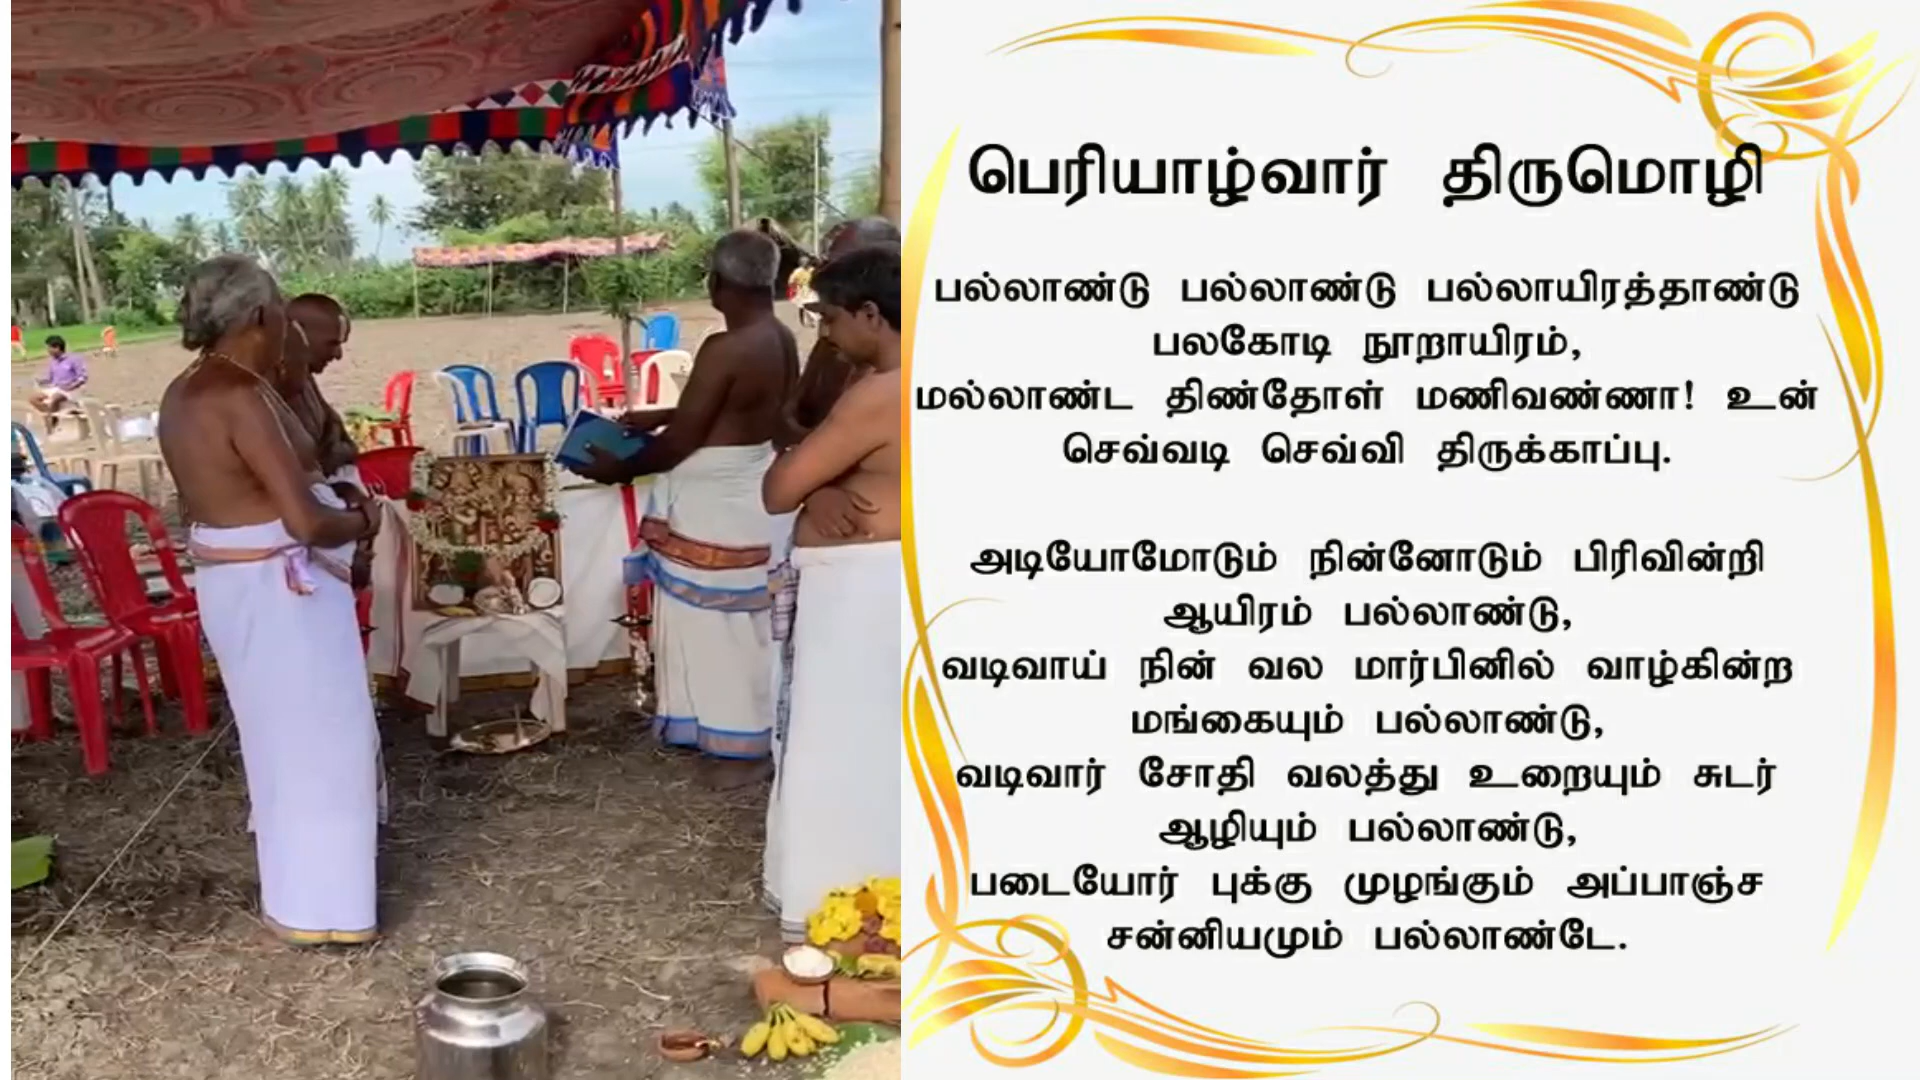 பெரியாழ்வார் திருமொழி
பல்லாண்டு பல்லாண்டு பல்லாயிரத்தாண்டு
பலகோடி நூறாயிரம்,
மல்லாண்ட திண்தோள் மணிவண்ணா! உன்
செவ்வடி செவ்வி திருக்காப்பு.
அடியோமோடும் நின்னோடும் பிரிவின்றி
ஆயிரம் பல்லாண்டு,
வடிவாய் நின் வல மார்பினில் வாழ்கின்ற
மங்கையும் பல்லாண்டு,
வடிவார் சோதி வலத்து உறையும் சுடர்
ஆழியும் பல்லாண்டு,
படையோர் புக்கு முழங்கும் அப்பாஞ்ச
சன்னியமும் பல்லாண்டே.